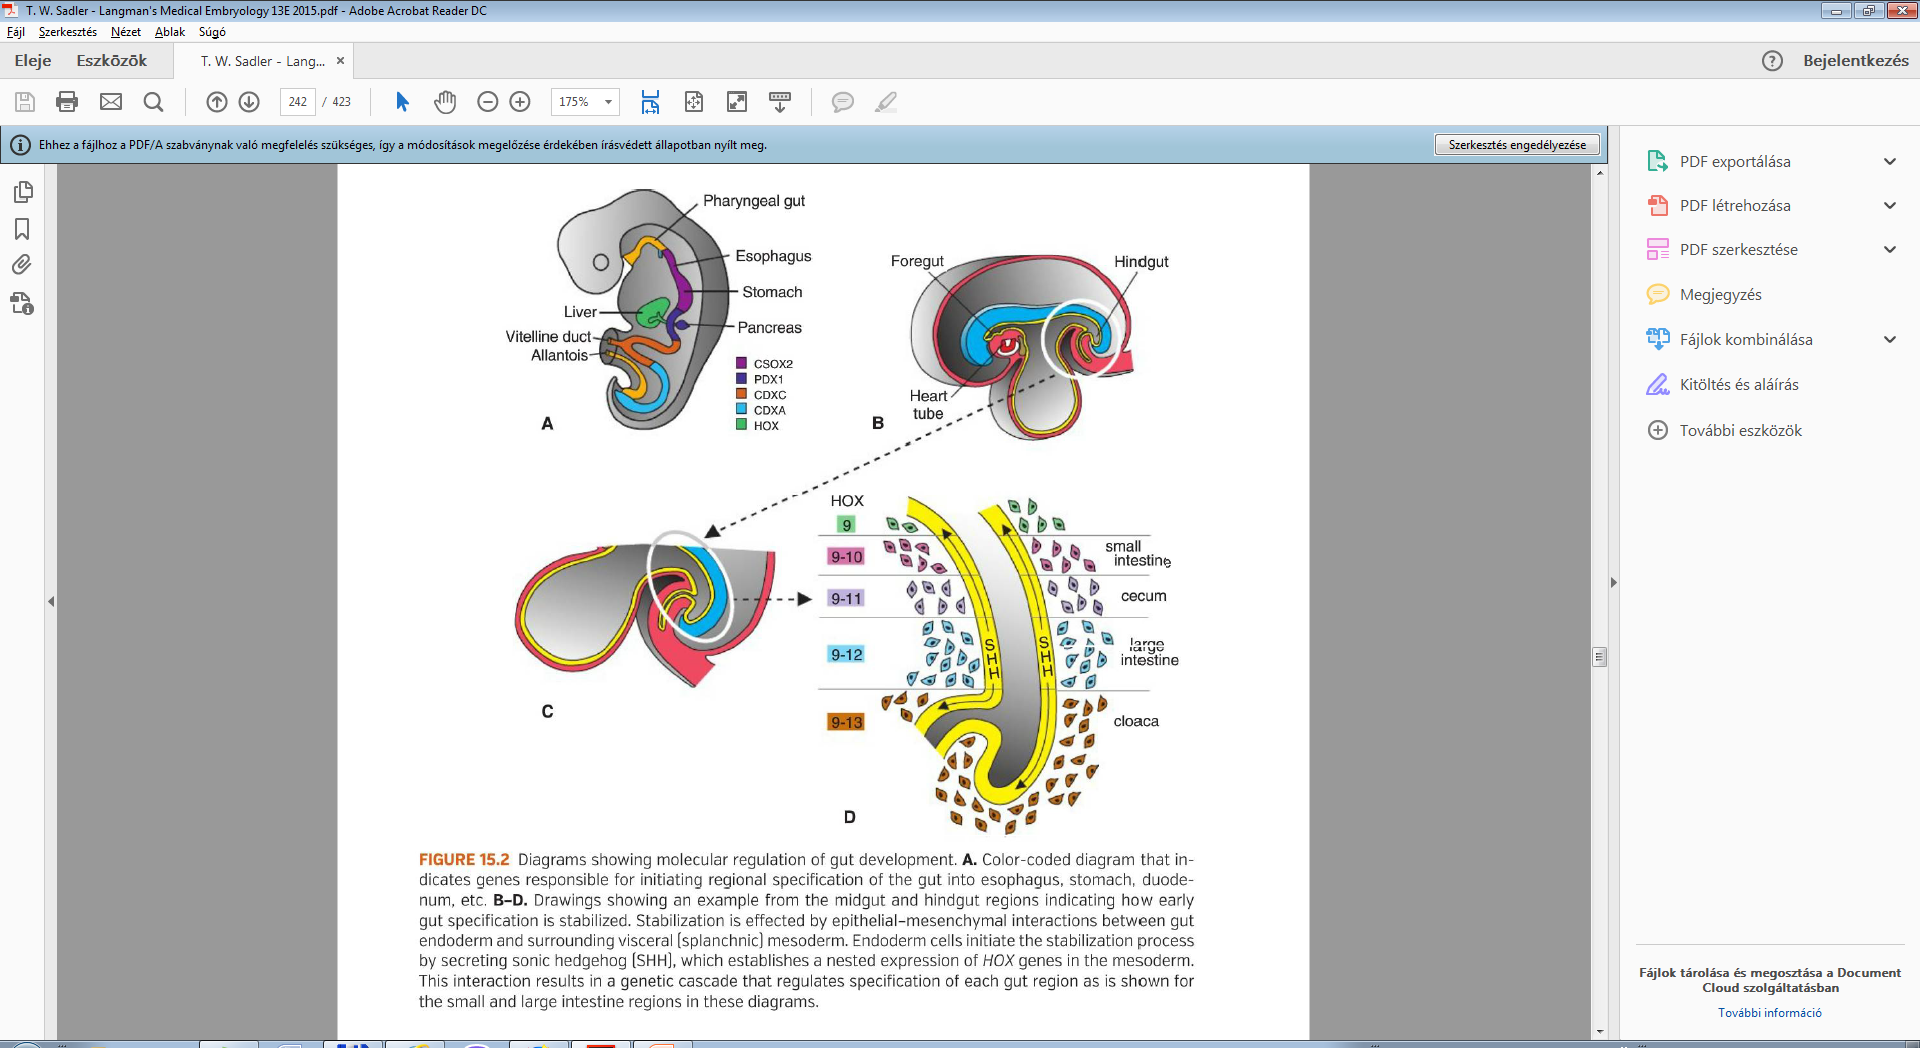 T. W. Sadler - Langman's Medical Embryology 13E 2015.pdf - Adobe Acrobat Reader DC
Fájl Szerkesztés Nézet Ablak Súgó
Eleje Eszközök T. W. Sadler - Lang... × Bejelentkezés
242 / 423 175%
Ehhez a fájlhoz a PDF/A szabványnak való megfelelés szükséges, így a módosítások megelőzése érdekében írásvédett állapotban nyílt meg.
Szerkesztés engedélyezése
Pharyngeal gut
Esophagus
Stomach
Liver
Pancreas
Vitelline duct
Allantois
CSOX2
PDX1
CDXC
CDXA
HOX
A
Foregut
Hindgut
Heart
tube
B
C
HOX
9
9-10
small
intestine
9-11
cecum
9-12
large
intestine
9-13
cloaca
SHH
SHH
D
FIGURE 15.2 Diagrams showing molecular regulation of gut development. A. Color-coded diagram that in-
dicates genes responsible for initiating regional specification of the gut into esophagus, stomach, duode-
num, etc. B–D. Drawings showing an example from the midgut and hindgut regions indicating how early
gut specification is stabilized. Stabilization is effected by epithelial–mesenchymal interactions between gut
endoderm and surrounding visceral (splanchnic) mesoderm. Endoderm cells initiate the stabilization process
by secreting sonic hedgehog (SHH), which establishes a nested expression of HOX genes in the mesoderm.
This interaction results in a genetic cascade that regulates specification of each gut region as is shown for
the small and large intestine regions in these diagrams.
PDF exportálása
PDF létrehozása
PDF szerkesztése
Megjegyzés
Fájlok kombinálása
Kitöltés és aláírás
További eszközök
Fájlok tárolása és megosztása a Document
Cloud szolgáltatásban
További információ